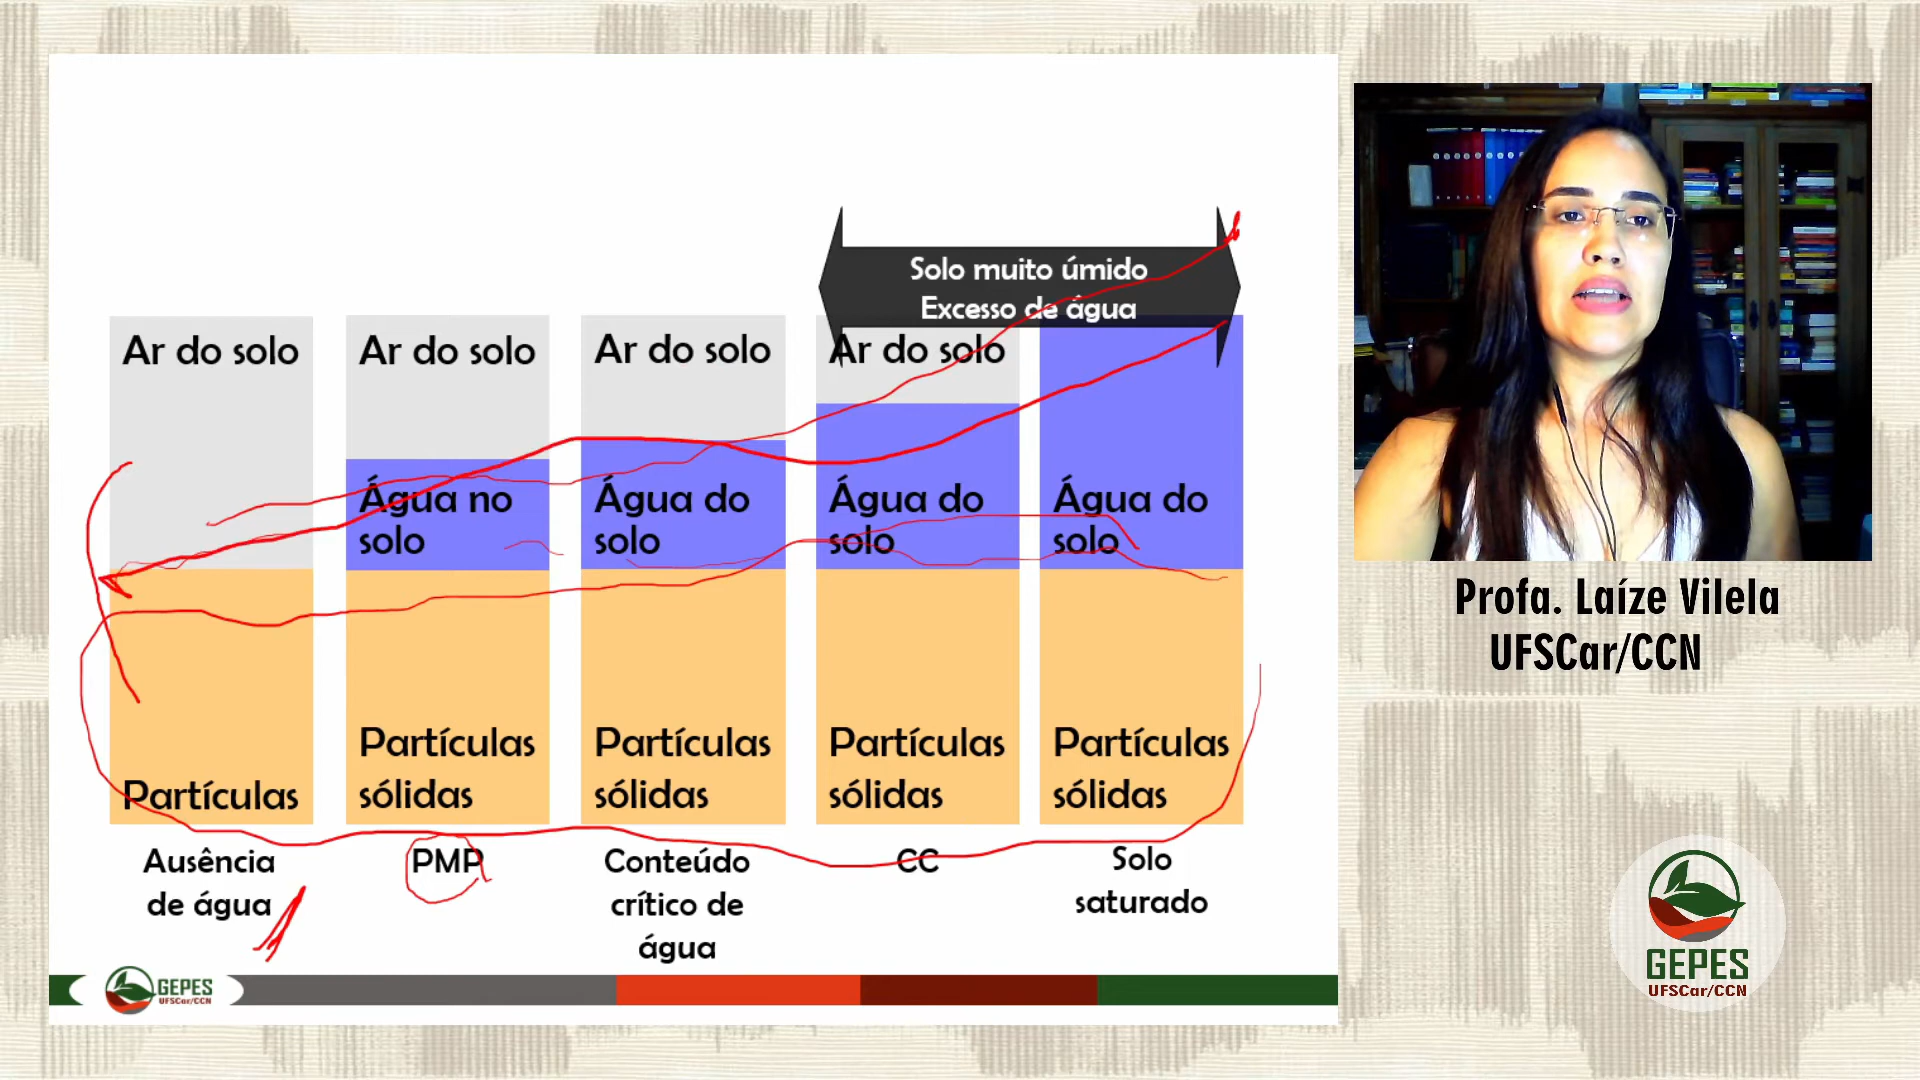 Solo muito úmido
Excesso de água
Ar do solo
Ar do solo
Ar do solo
Ar do solo
Água no
solo
Água do
solo
Água do
solo
Água do
solo
Partículas
Partículas
sólidas
Partículas
sólidas
Partículas
sólidas
Partículas
sólidas
Ausência
de água
PMP
Conteúdo
crítico de
água
CC
Solo
saturado
GEPES
UFSCar/CCN
Profa. Laíze Vilela
UFSCar/CCN
GEPES
UFSCar/CCN